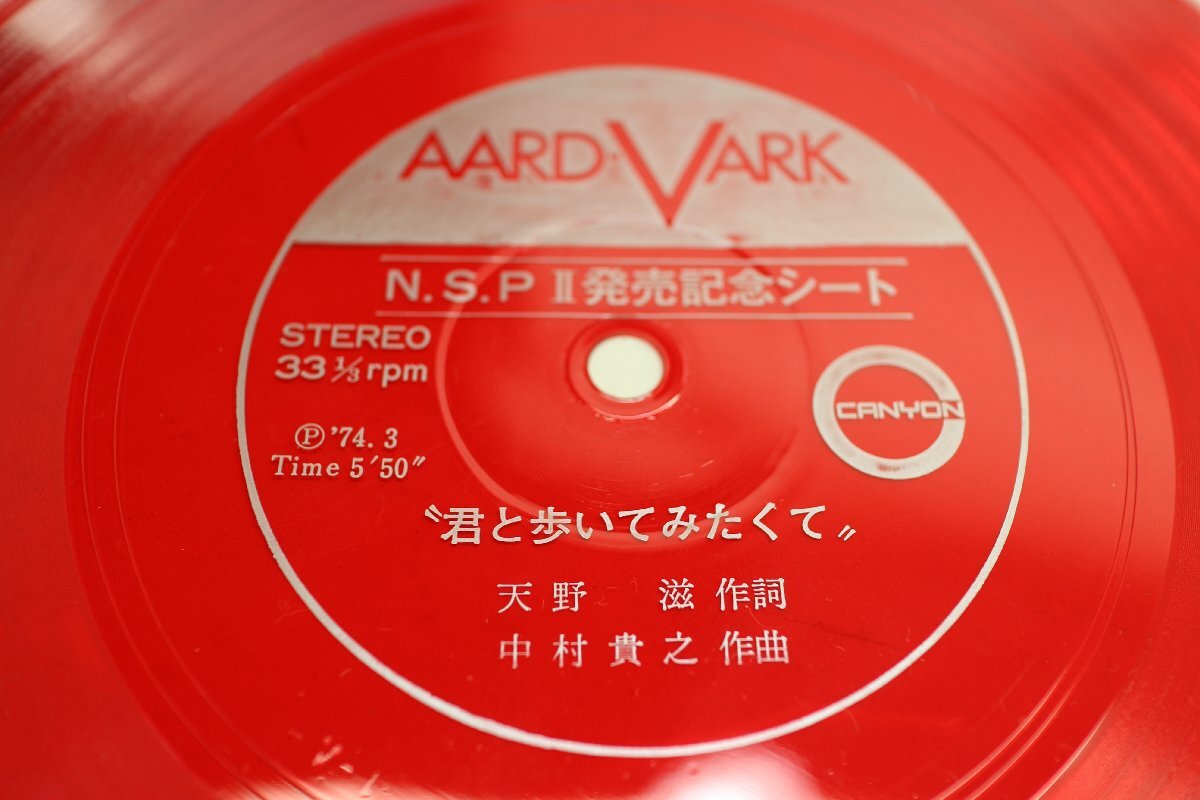 AARD-VARK
N.S.P II 発売記念シート
STEREO
33 1/3 rpm
Ⓟ '74. 3
Time 5′50″
CANYON
〝君と歩いてみたくて〟
天野 滋 作詞
中村貴之 作曲